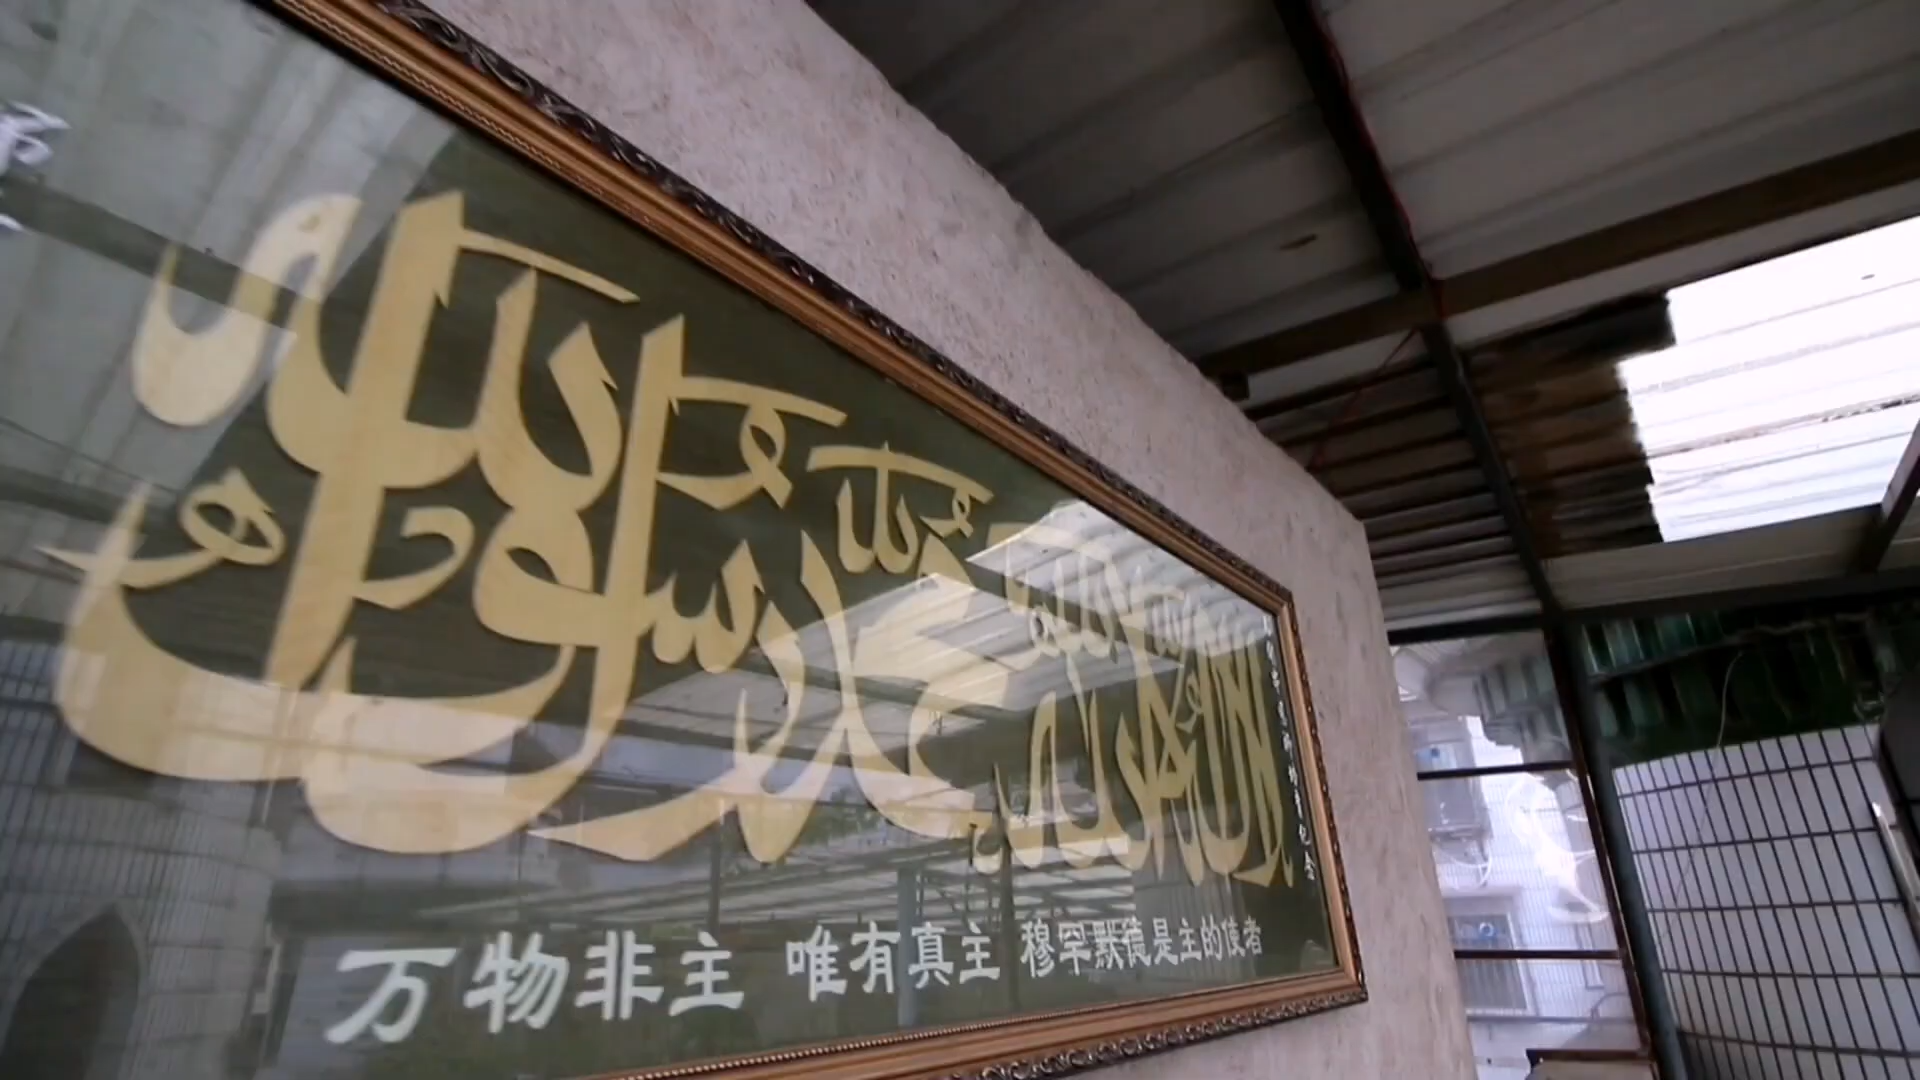 لا إله إلا الله محمد رسول الله
万物非主 唯有真主 穆罕默德是主的使者